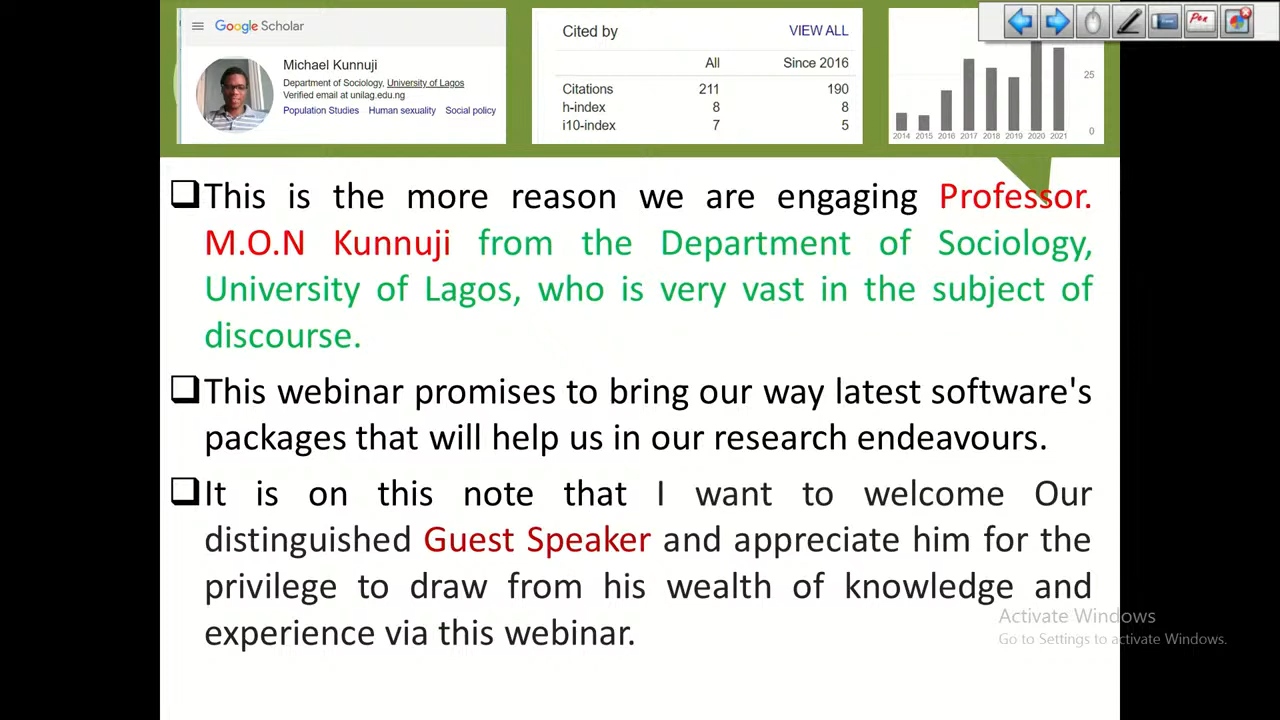 Google Scholar
Michael Kunnuji
Department of Sociology, University of Lagos
Verified email at unilag.edu.ng
Population Studies Human sexuality Social policy
Cited by VIEW ALL
All Since 2016
Citations 211 190
h-index 8 8
i10-index 7 5
25
0
2014 2015 2016 2017 2018 2019 2020 2021
Pen
This is the more reason we are engaging Professor.
M.O.N Kunnuji from the Department of Sociology,
University of Lagos, who is very vast in the subject of
discourse.
This webinar promises to bring our way latest software's
packages that will help us in our research endeavours.
It is on this note that I want to welcome Our
distinguished Guest Speaker and appreciate him for the
privilege to draw from his wealth of knowledge and
experience via this webinar.
Activate Windows
Go to Settings to activate Windows.